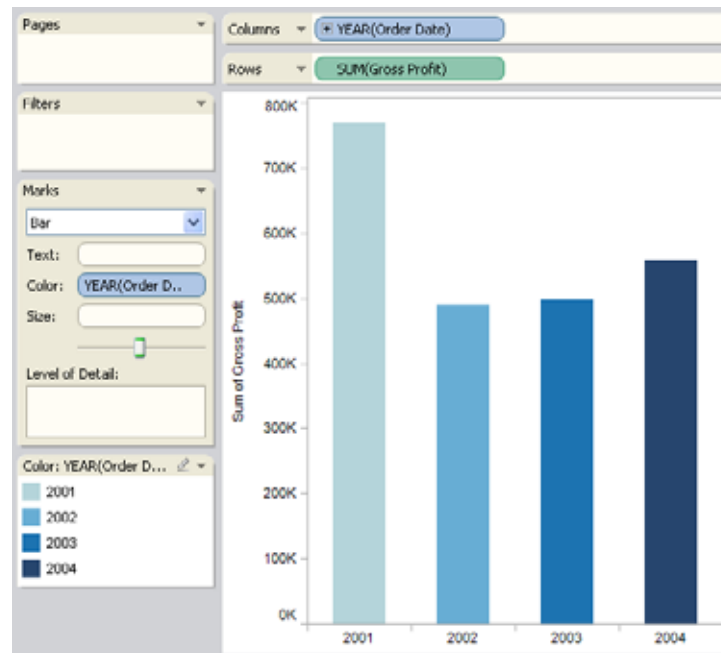 Pages
Columns
YEAR(Order Date)
Rows
SUM(Gross Profit)
Filters
Marks
Bar
Text:
Color:
YEAR(Order D..
Size:
Level of Detail:
Color: YEAR(Order D...
2001
2002
2003
2004
Sum of Gross Profit
800K
700K
600K
500K
400K
300K
200K
100K
0K
2001
2002
2003
2004